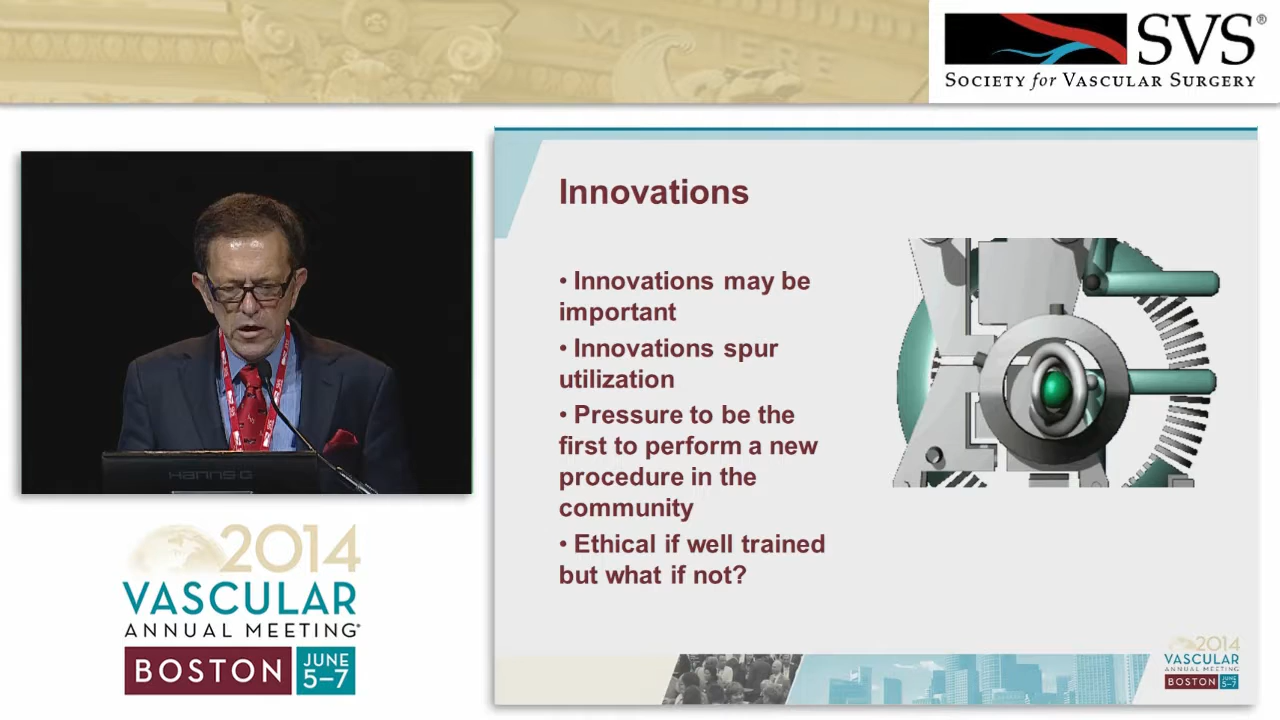 SVS®
SOCIETY for VASCULAR SURGERY
Innovations
• Innovations may be
important
• Innovations spur
utilization
• Pressure to be the
first to perform a new
procedure in the
community
• Ethical if well trained
but what if not?
HANNS-G
2014
VASCULAR
ANNUAL MEETING
BOSTON
JUNE
5–7
2014
VASCULAR
ANNUAL MEETING
BOSTON
JUNE
5–7